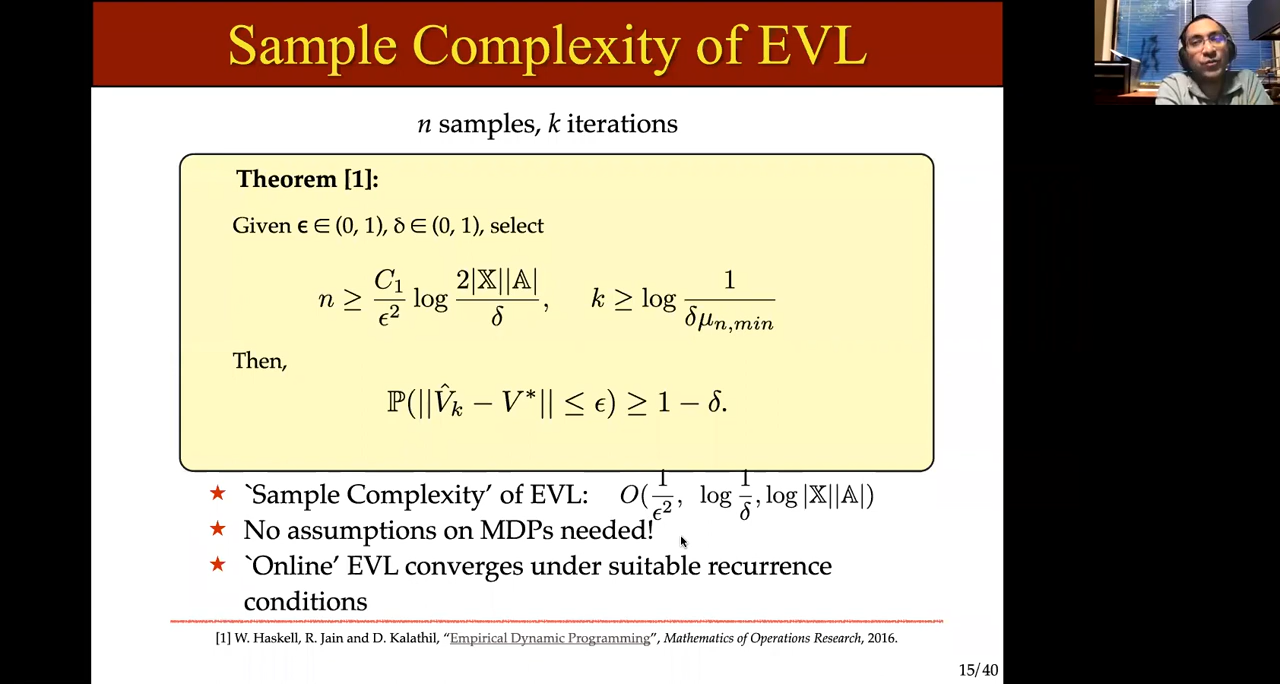 Sample Complexity of EVL
n samples, k iterations
Theorem [1]:
Given ϵ ∈ (0, 1), δ ∈ (0, 1), select
n ≥ C₁/ϵ² log 2|𝕏||𝔸|/δ, k ≥ log 1/δμ_{n,min}
Then,
ℙ(||V̂ₖ − V*|| ≤ ϵ) ≥ 1 − δ.
★ `Sample Complexity' of EVL: O(1/ϵ², log 1/δ, log |𝕏||𝔸|)
★ No assumptions on MDPs needed!
★ `Online' EVL converges under suitable recurrence
conditions
[1] W. Haskell, R. Jain and D. Kalathil, “Empirical Dynamic Programming”, Mathematics of Operations Research, 2016.
15/40